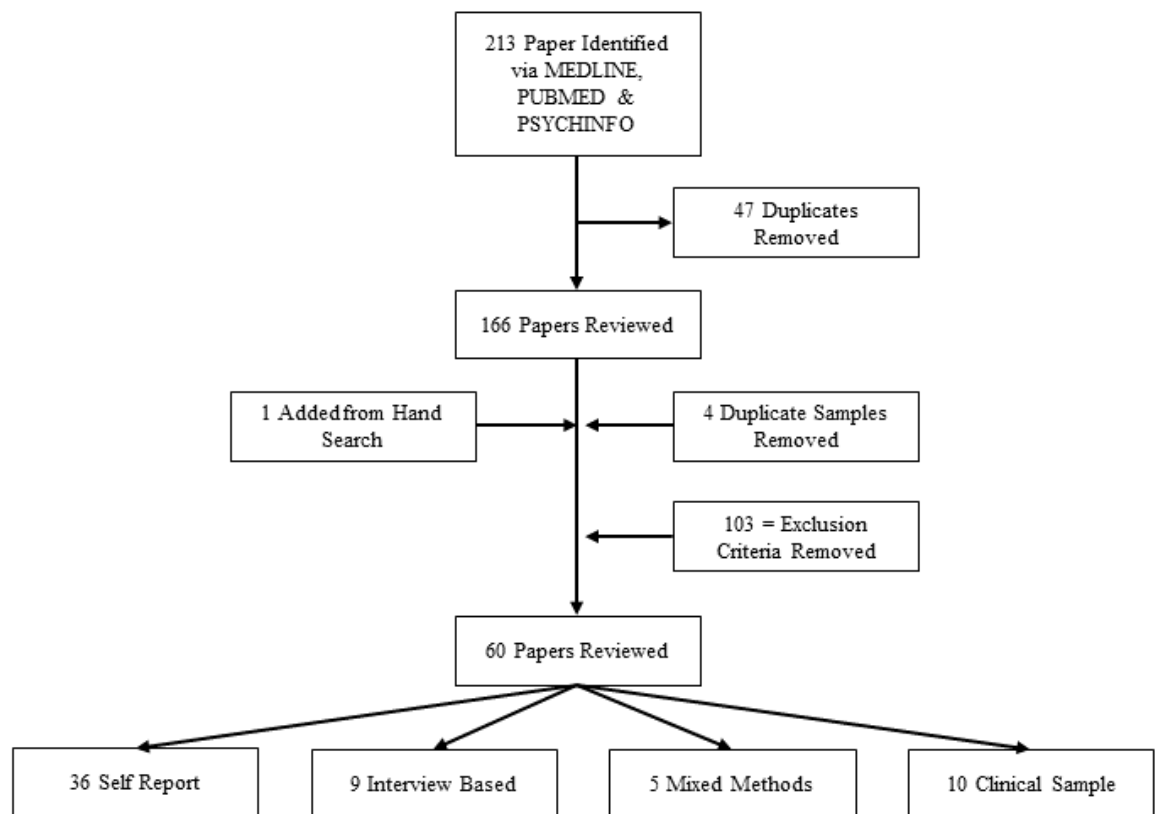 213 Paper Identified
via MEDLINE,
PUBMED &
PSYCHINFO
47 Duplicates
Removed
166 Papers Reviewed
1 Added from Hand
Search
4 Duplicate Samples
Removed
103 = Exclusion
Criteria Removed
60 Papers Reviewed
36 Self Report
9 Interview Based
5 Mixed Methods
10 Clinical Sample